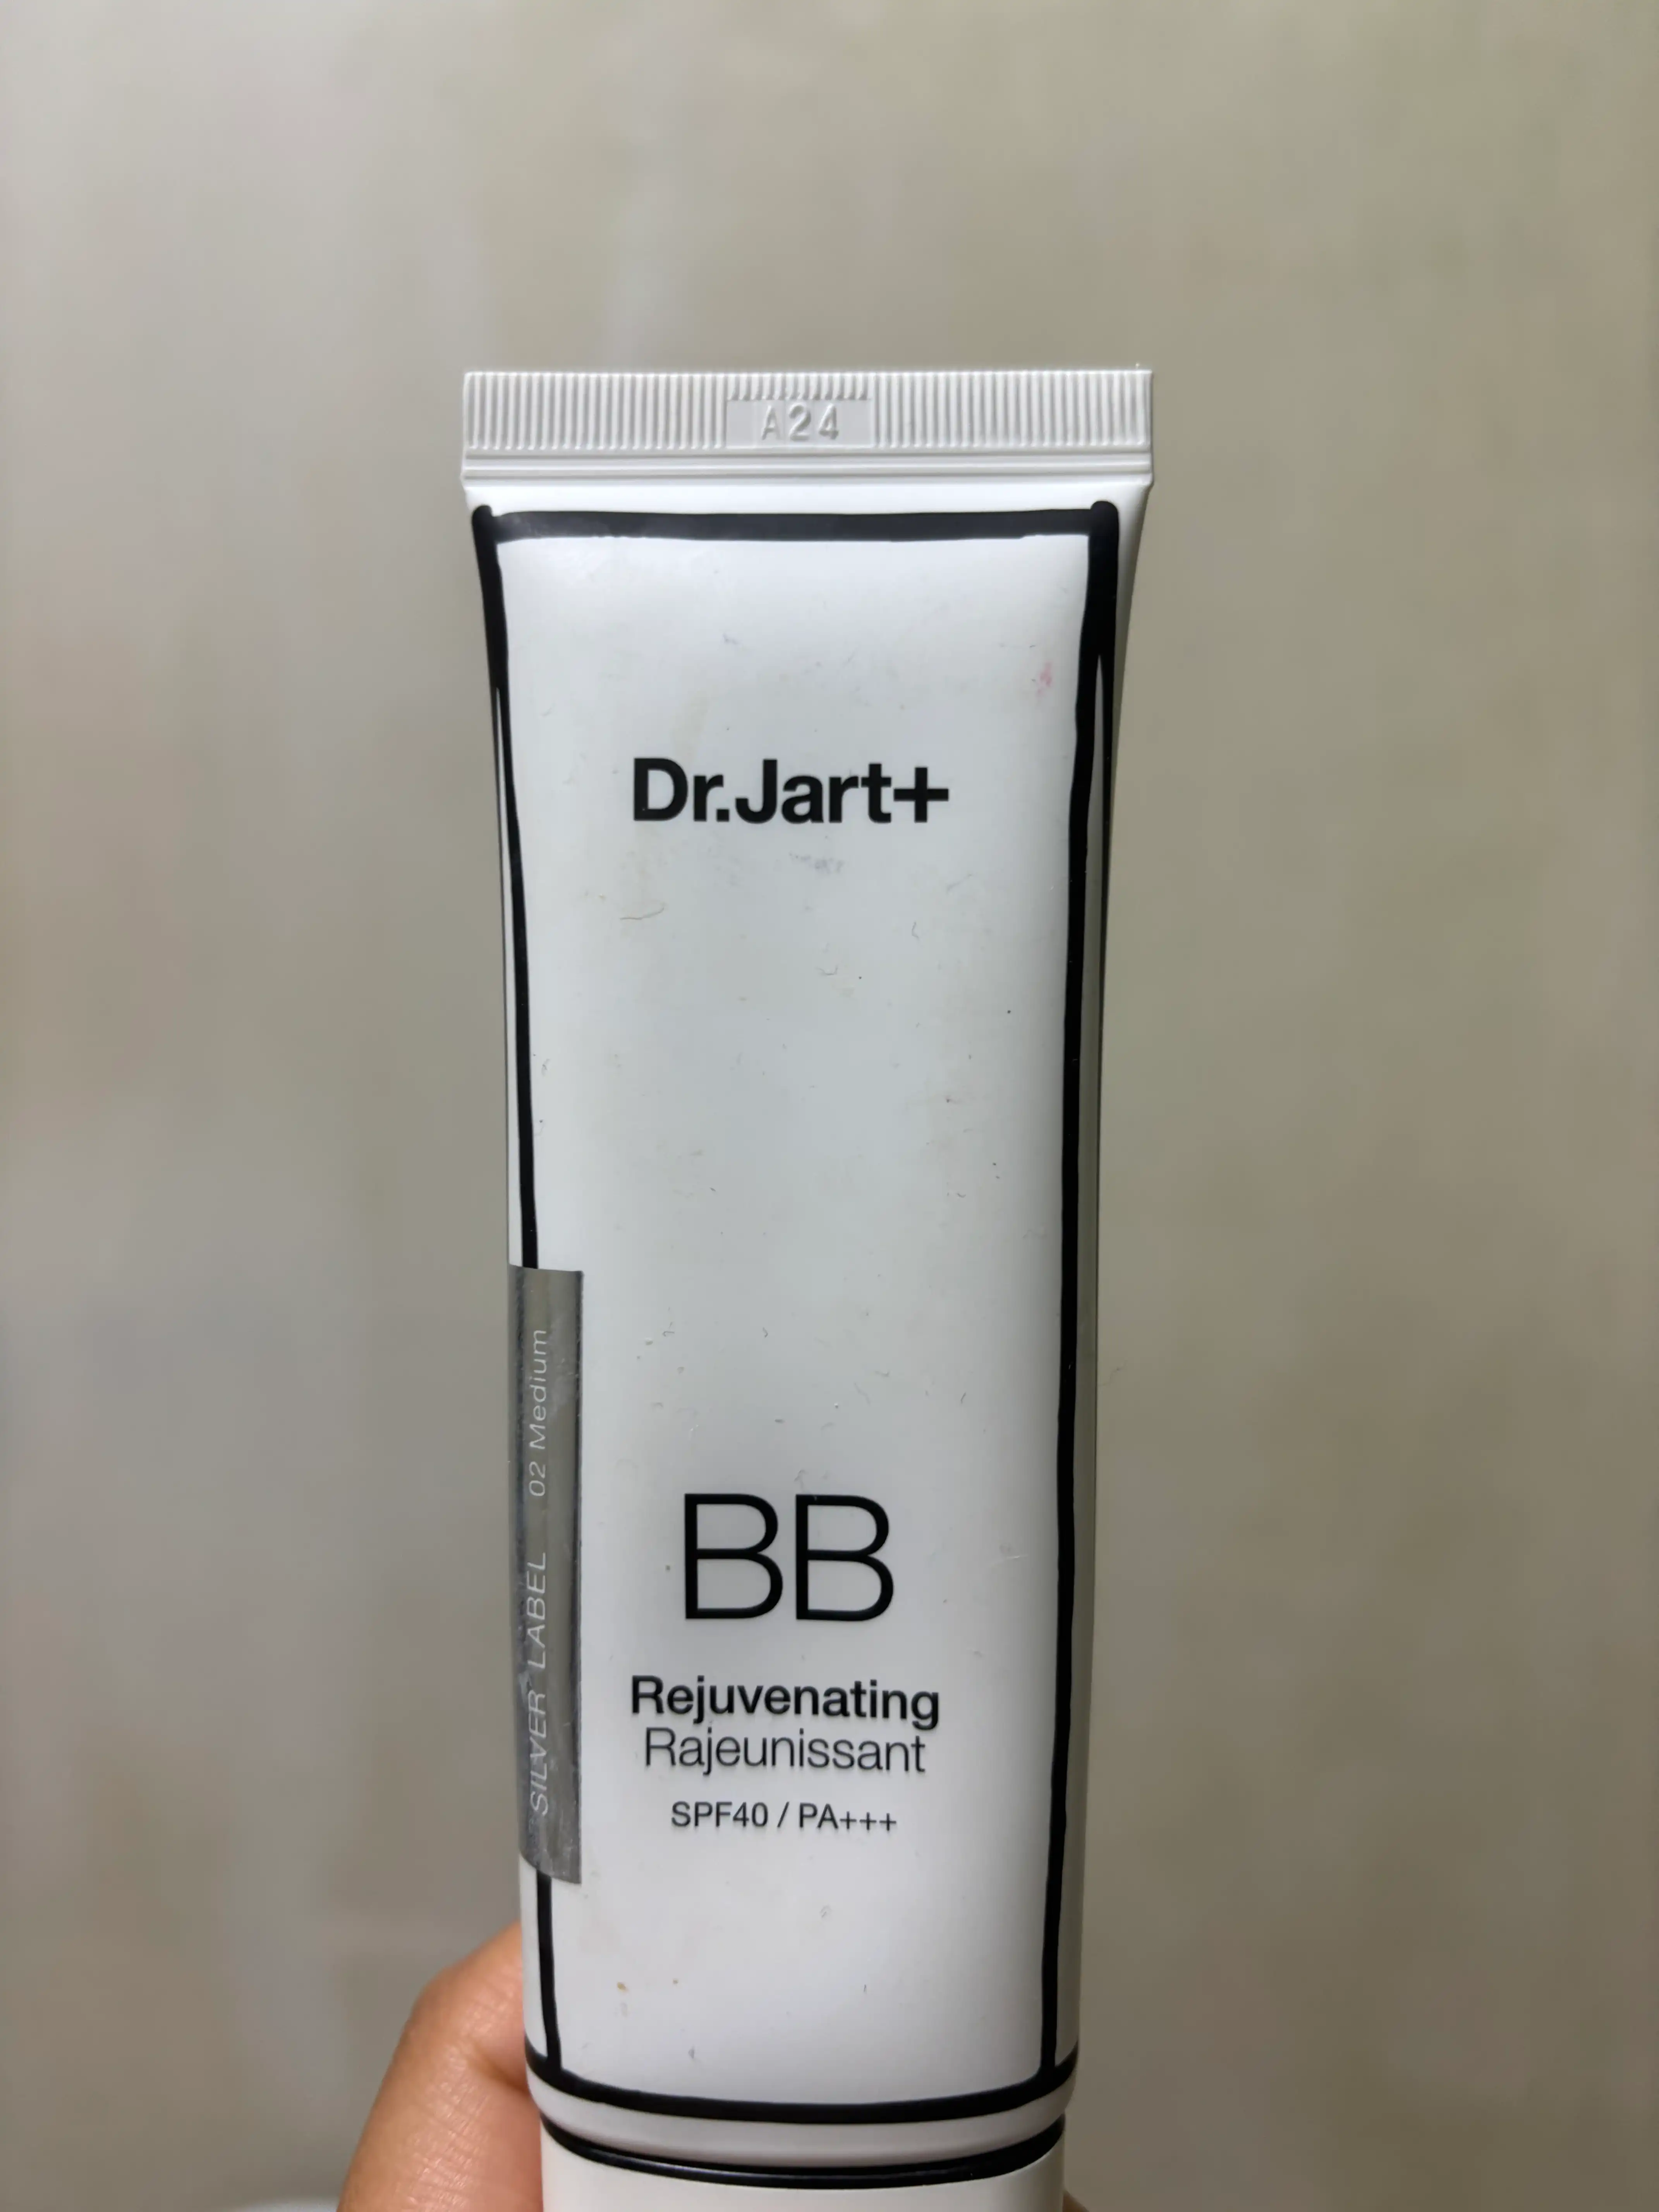 A24
Dr.Jart+
SILVER LABEL 02 Medium
BB
Rejuvenating
Rajeunissant
SPF40 / PA+++